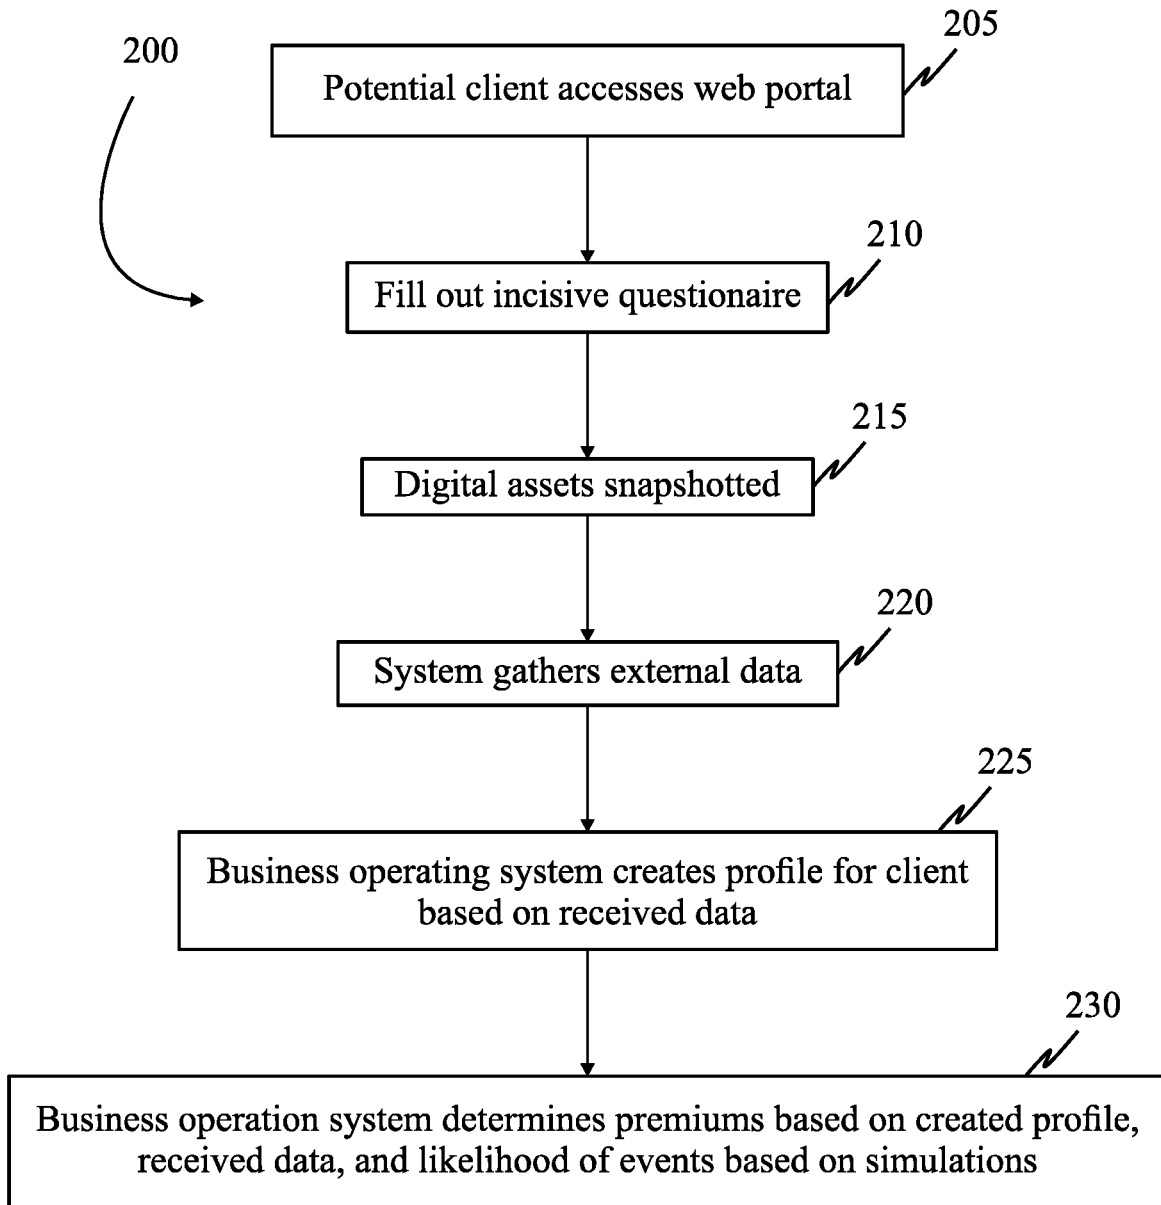 205
200
Potential client accesses web portal
210
Fill out incisive questionaire
215
Digital assets snapshotted
220
System gathers external data
225
Business operating system creates profile for client
based on received data
230
Business operation system determines premiums based on created profile,
received data, and likelihood of events based on simulations